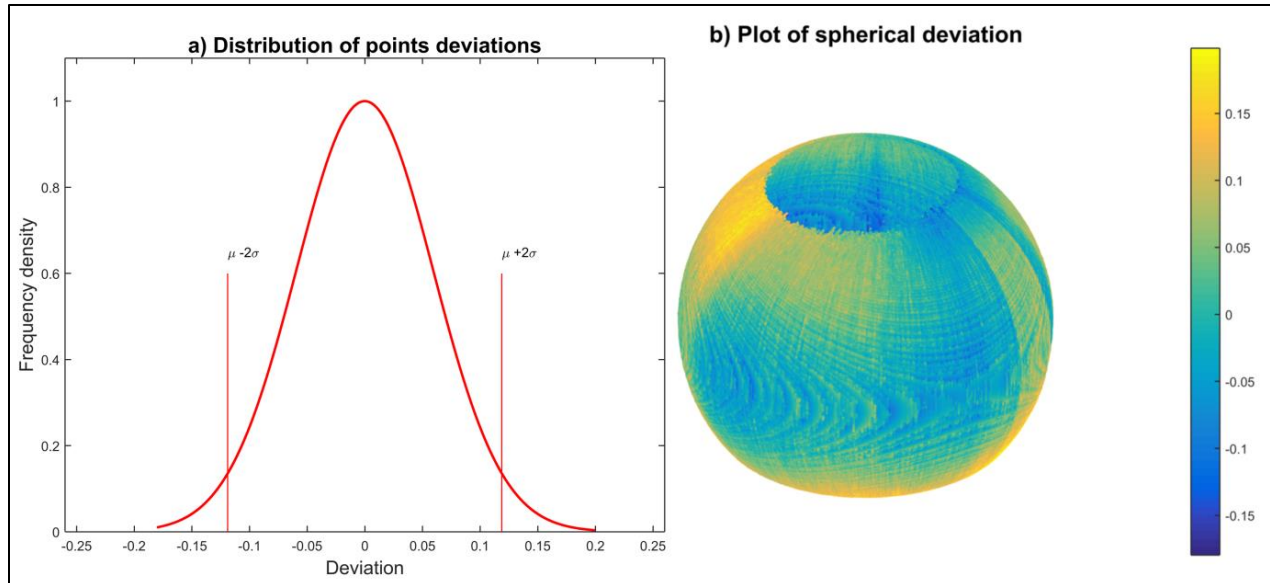 a) Distribution of points deviations
1
0.8
0.6
0.4
0.2
0
Frequency density
μ -2σ
μ +2σ
-0.25 -0.2 -0.15 -0.1 -0.05 0 0.05 0.1 0.15 0.2 0.25
Deviation
b) Plot of spherical deviation
0.15
0.1
0.05
0
-0.05
-0.1
-0.15